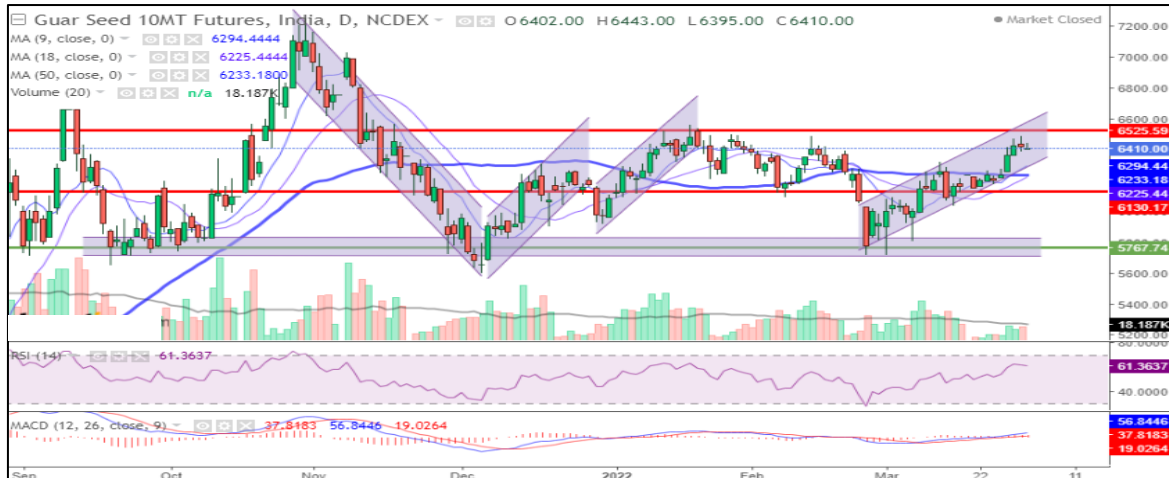 Guar Seed 10MT Futures, India, D, NCDEX O6402.00 H6443.00 L6395.00 C6410.00
Market Closed
MA (9, close, 0) 6294.4444
MA (18, close, 0) 6225.4444
MA (50, close, 0) 6233.1800
Volume (20) n/a 18.187K
7200.00
7000.00
6800.00
6600.00
6525.59
6410.00
6294.44
6233.18
6225.44
6130.17
5767.74
5600.00
5400.00
18.187K
5200.00
RSI (14) 61.3637
61.3637
40.0000
MACD (12, 26, close, 9) 37.8183 56.8446 19.0264
56.8446
37.8183
19.0264
Sep Oct Nov Dec 2022 Feb Mar 22 11